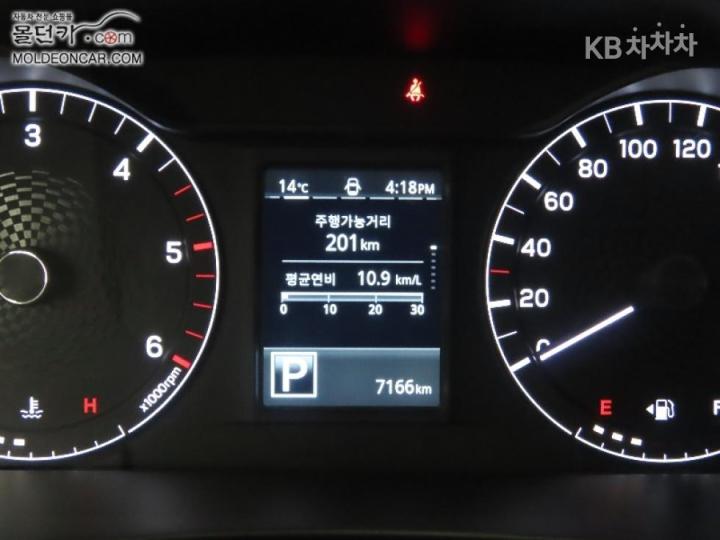 자동차 전문 쇼핑몰
몰던카.com
MOLDEONCAR.COM
KB차차차
3
4
5
6
x1000rpm
H
14°C
4:18PM
주행가능거리
201km
평균연비 10.9 km/L
0 10 20 30
P
7166km
0
20
40
60
80
100
120
E
F